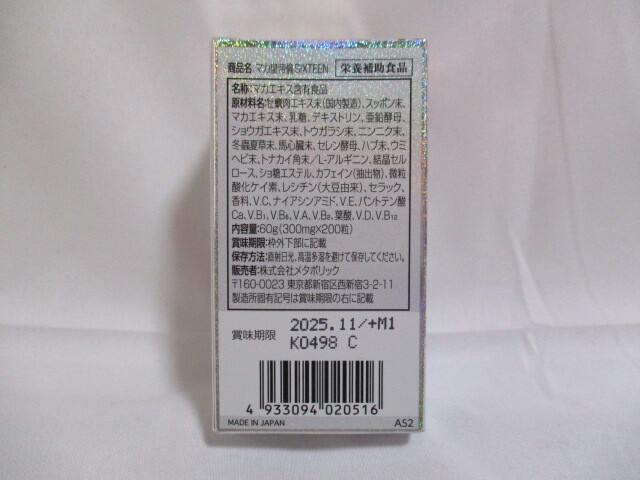 商品名:マカ皇帝倫SIXTEEN 栄養補助食品
名称:マカエキス含有食品
原材料名:牡蠣肉エキス末(国内製造)、スッポン末、
マカエキス末、乳糖、デキストリン、亜鉛酵母、
ショウガエキス末、トウガラシ末、ニンニク末、
冬蟲夏草末、馬心臓末、セレン酵母、ハブ末、ウミ
ヘビ末、トナカイ角末/L-アルギニン、結晶セル
ロース、ショ糖エステル、カフェイン(抽出物)、微粒
酸化ケイ素、レシチン(大豆由来)、セラック、
香料、V.C、ナイアシンアミド、V.E、パントテン酸
Ca、V.B1、V.B6、V.A、V.B2、葉酸、V.D、V.B12
内容量:60g(300mg×200粒)
賞味期限:枠外下部に記載
保存方法:直射日光、高温多湿を避けて保存してください。
販売者:株式会社メタボリック
〒160-0023 東京都新宿区西新宿3-2-11
製造所固有記号は賞味期限の右に記載
賞味期限 2025.11/+M1
K0498 C
4 933094 020516
MADE IN JAPAN AS2